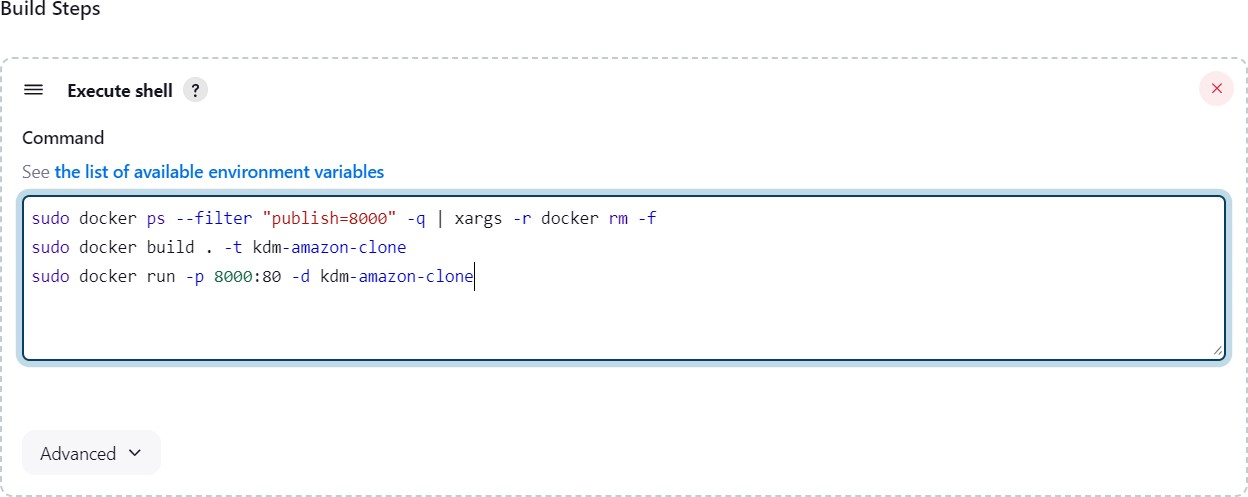 Build Steps
Execute shell ?
Command
See the list of available environment variables
sudo docker ps --filter "publish=8000" -q | xargs -r docker rm -f
sudo docker build . -t kdm-amazon-clone
sudo docker run -p 8000:80 -d kdm-amazon-clone
Advanced